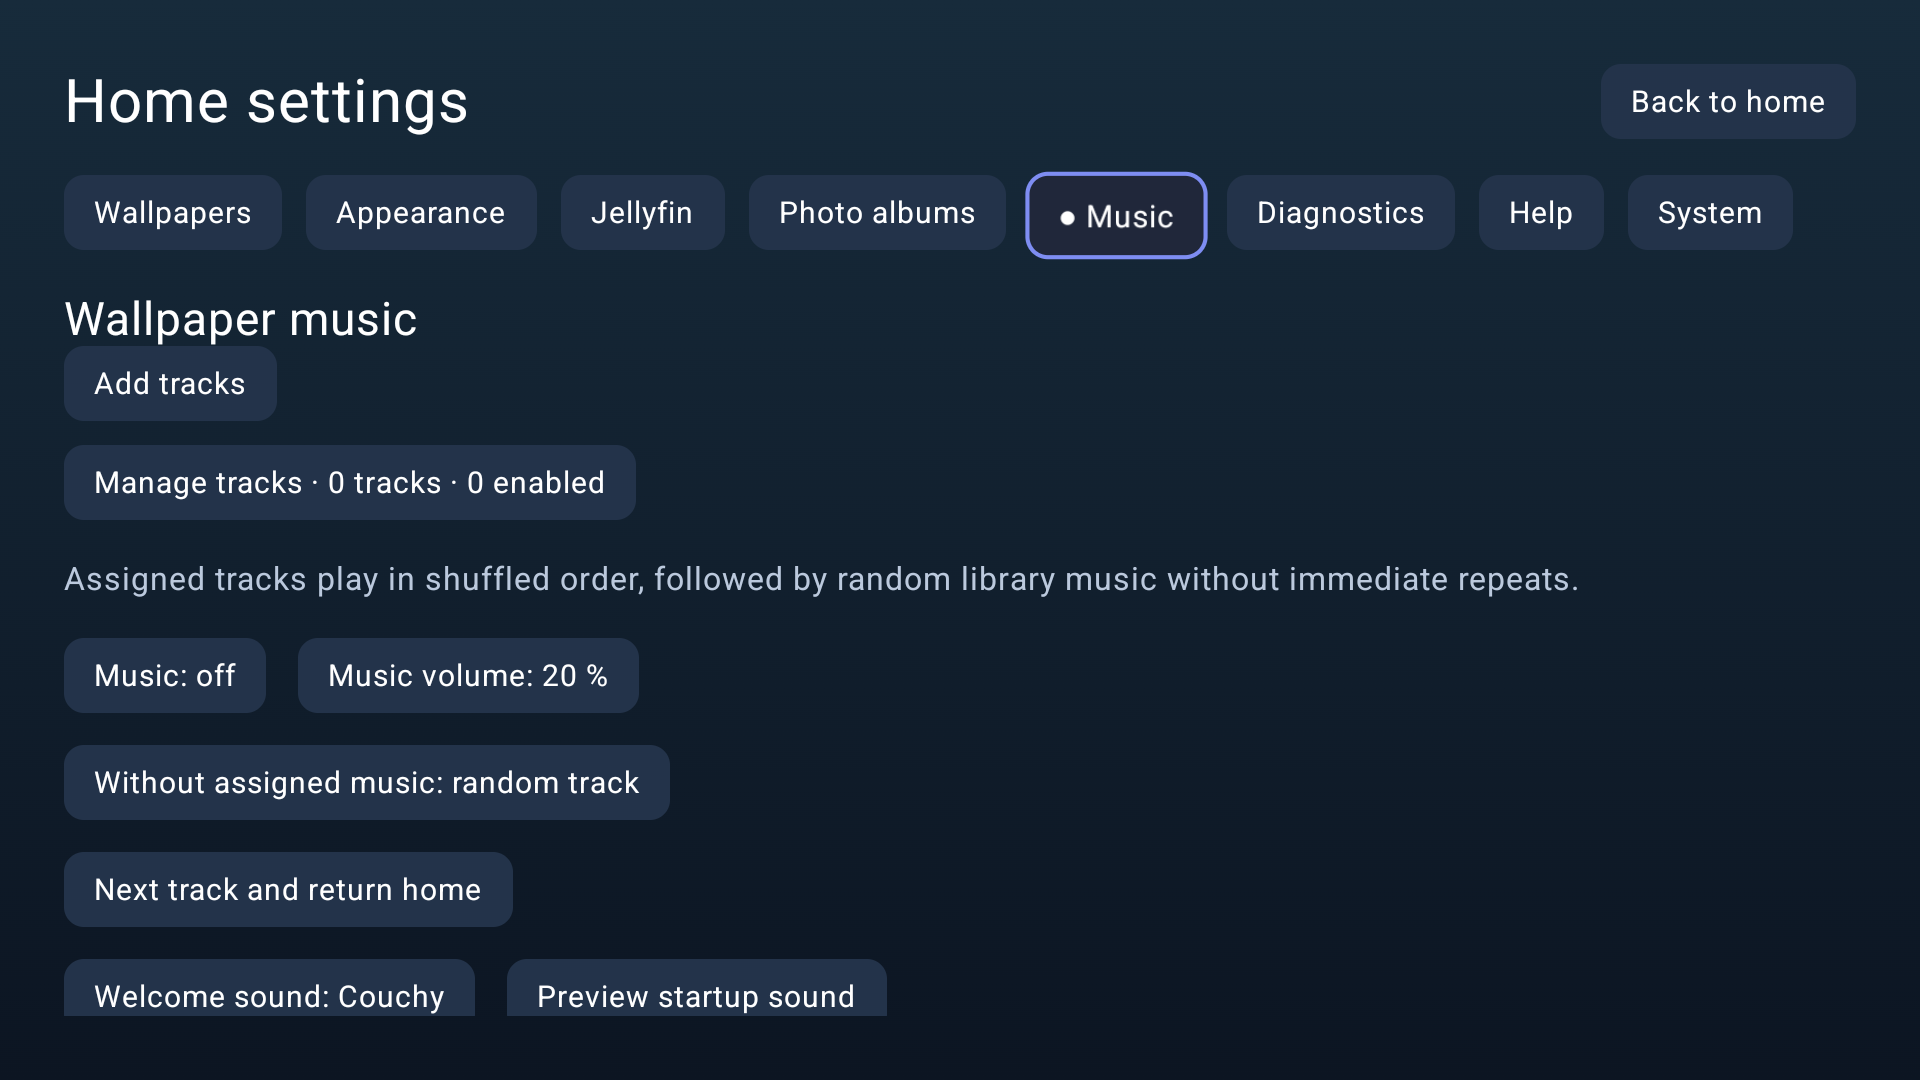 Home settings
Back to home
Wallpapers
Appearance
Jellyfin
Photo albums
● Music
Diagnostics
Help
System
Wallpaper music
Add tracks
Manage tracks · 0 tracks · 0 enabled
Assigned tracks play in shuffled order, followed by random library music without immediate repeats.
Music: off
Music volume: 20 %
Without assigned music: random track
Next track and return home
Welcome sound: Couchy
Preview startup sound